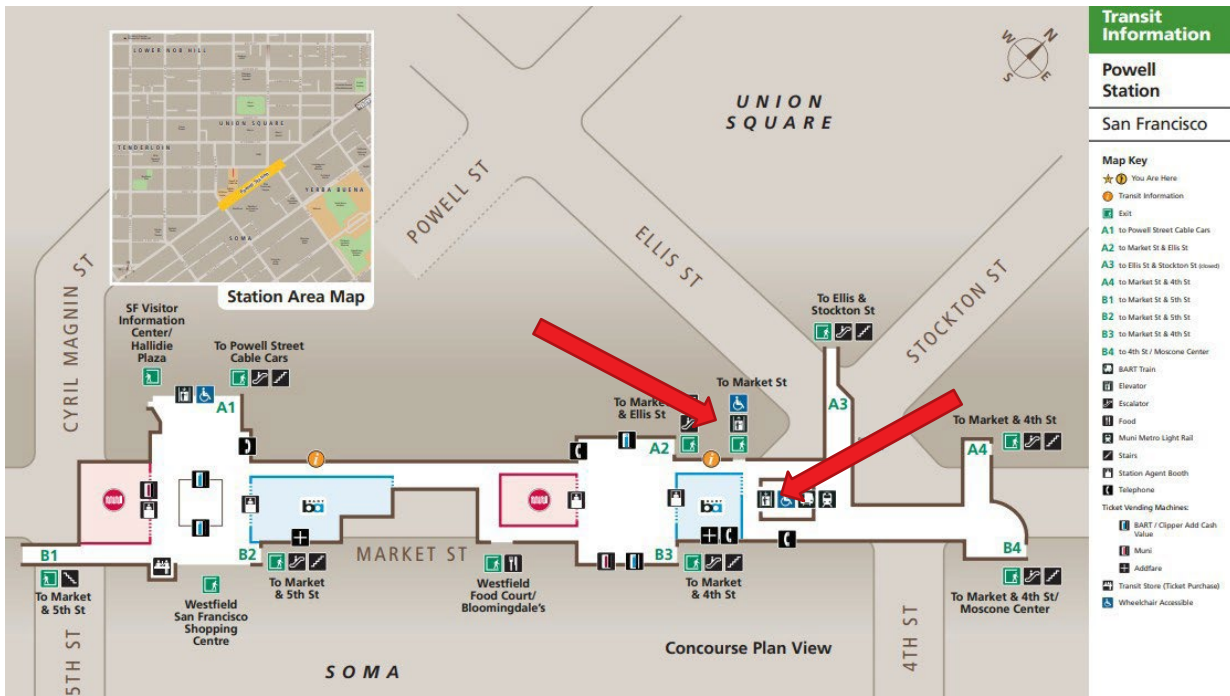 LOWER NOB HILL
UNION SQUARE
TENDERLOIN
YERBA BUENA
SOMA
Station Area Map
W
N
S
E
UNION
SQUARE
POWELL ST
ELLIS ST
STOCKTON ST
CYRIL MAGNIN ST
SF Visitor
Information
Center/
Hallidie
Plaza
To Powell Street
Cable Cars
A1
To Market
& Ellis St
A2
To Market St
To Ellis &
Stockton St
A3
To Market & 4th St
A4
i
i
ba
ba
B1
To Market
& 5th St
Westfield
San Francisco
Shopping
Centre
B2
To Market
& 5th St
MARKET ST
Westfield
Food Court/
Bloomingdale's
B3
To Market
& 4th St
B4
To Market & 4th St/
Moscone Center
5TH ST
4TH ST
SOMA
Concourse Plan View
Transit
Information
Powell
Station
San Francisco
Map Key
You Are Here
Transit Information
Exit
A1 to Powell Street Cable Cars
A2 to Market St & Ellis St
A3 to Ellis St & Stockton St (closed)
A4 to Market St & 4th St
B1 to Market St & 5th St
B2 to Market St & 5th St
B3 to Market St & 4th St
B4 to 4th St / Moscone Center
BART Train
Elevator
Escalator
Food
Muni Metro Light Rail
Stairs
Station Agent Booth
Telephone
Ticket Vending Machines:
BART / Clipper Add Cash
Value
Muni
Addfare
Transit Store (Ticket Purchase)
Wheelchair Accessible